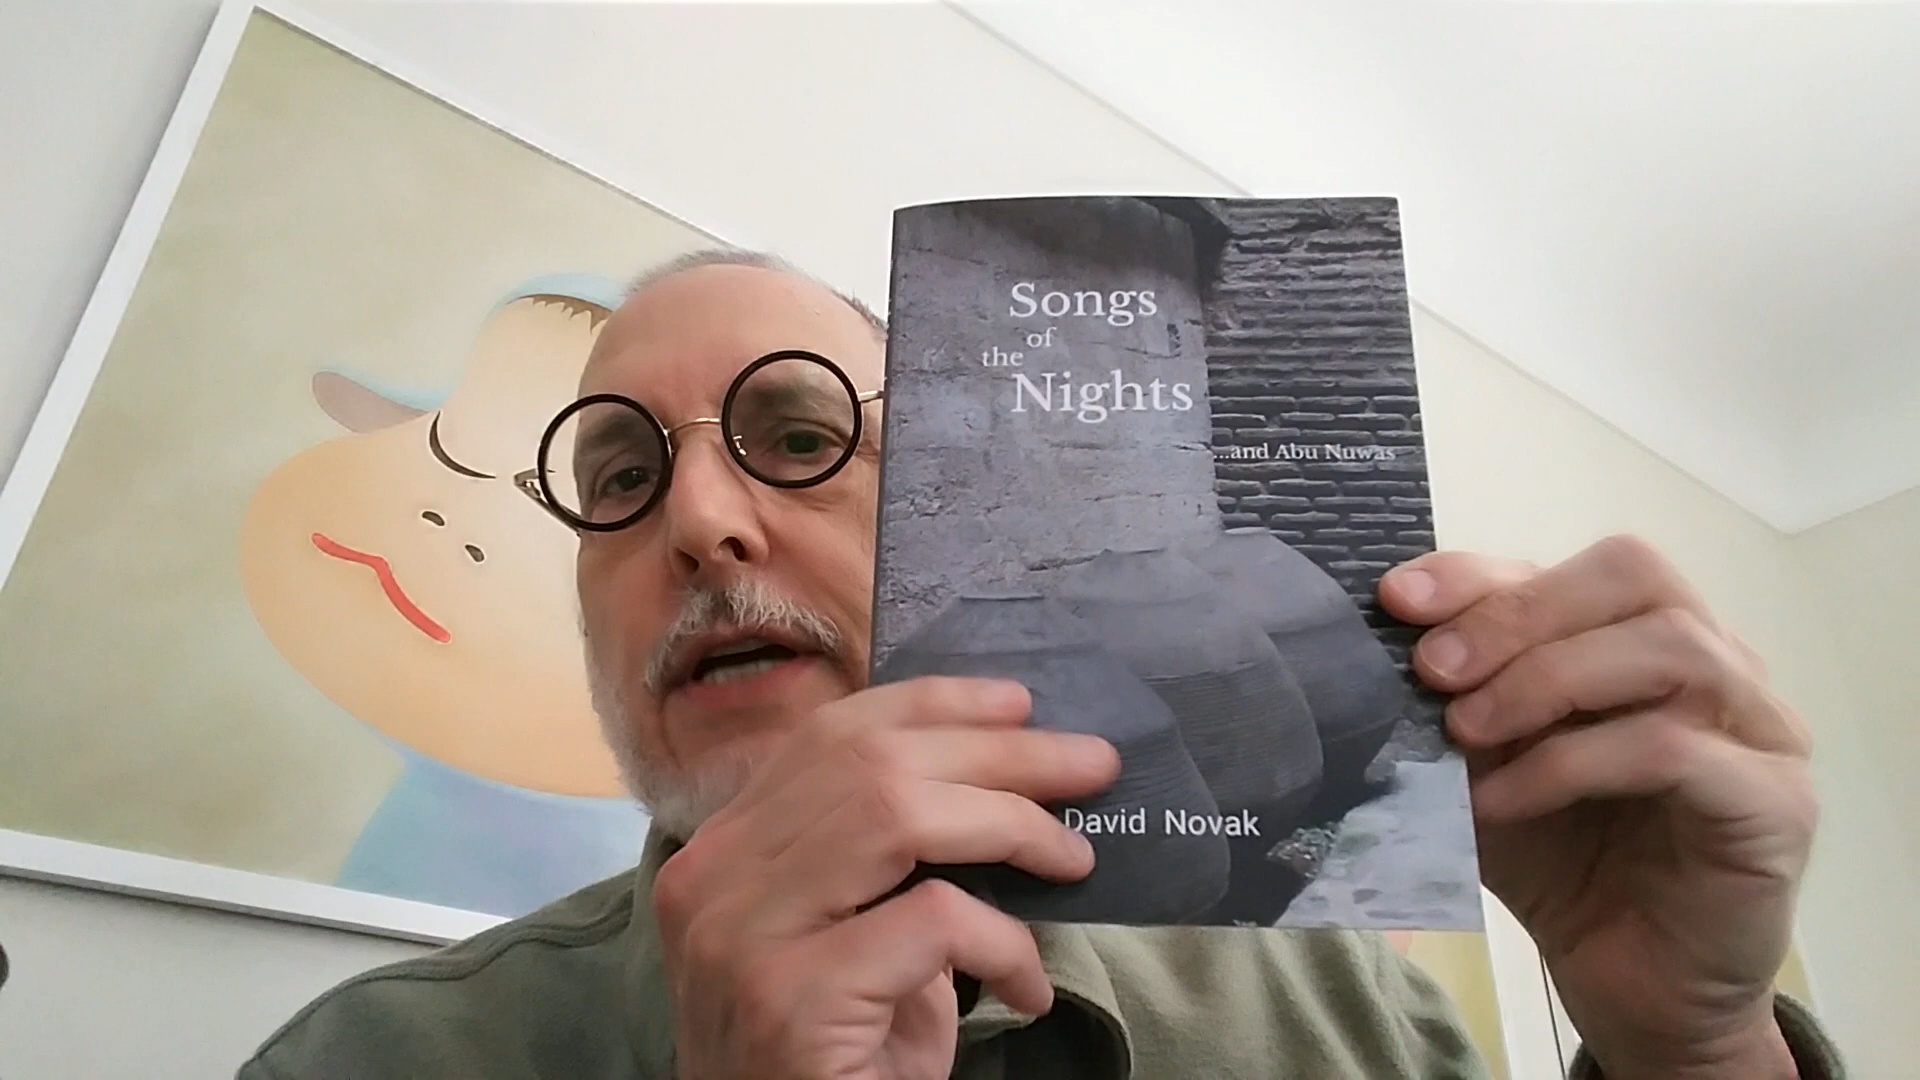 Songs
of
the
Nights
...and Abu Nuwas
David Novak